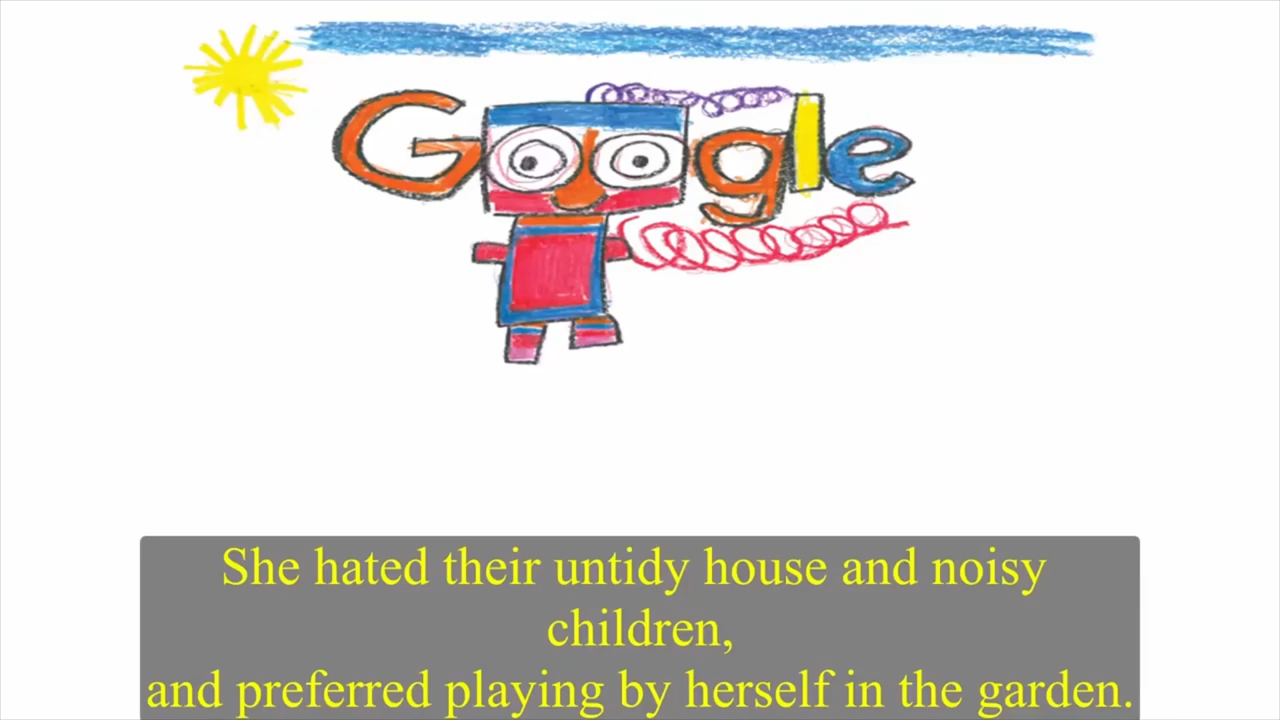 Google
She hated their untidy house and noisy
children,
and preferred playing by herself in the garden.